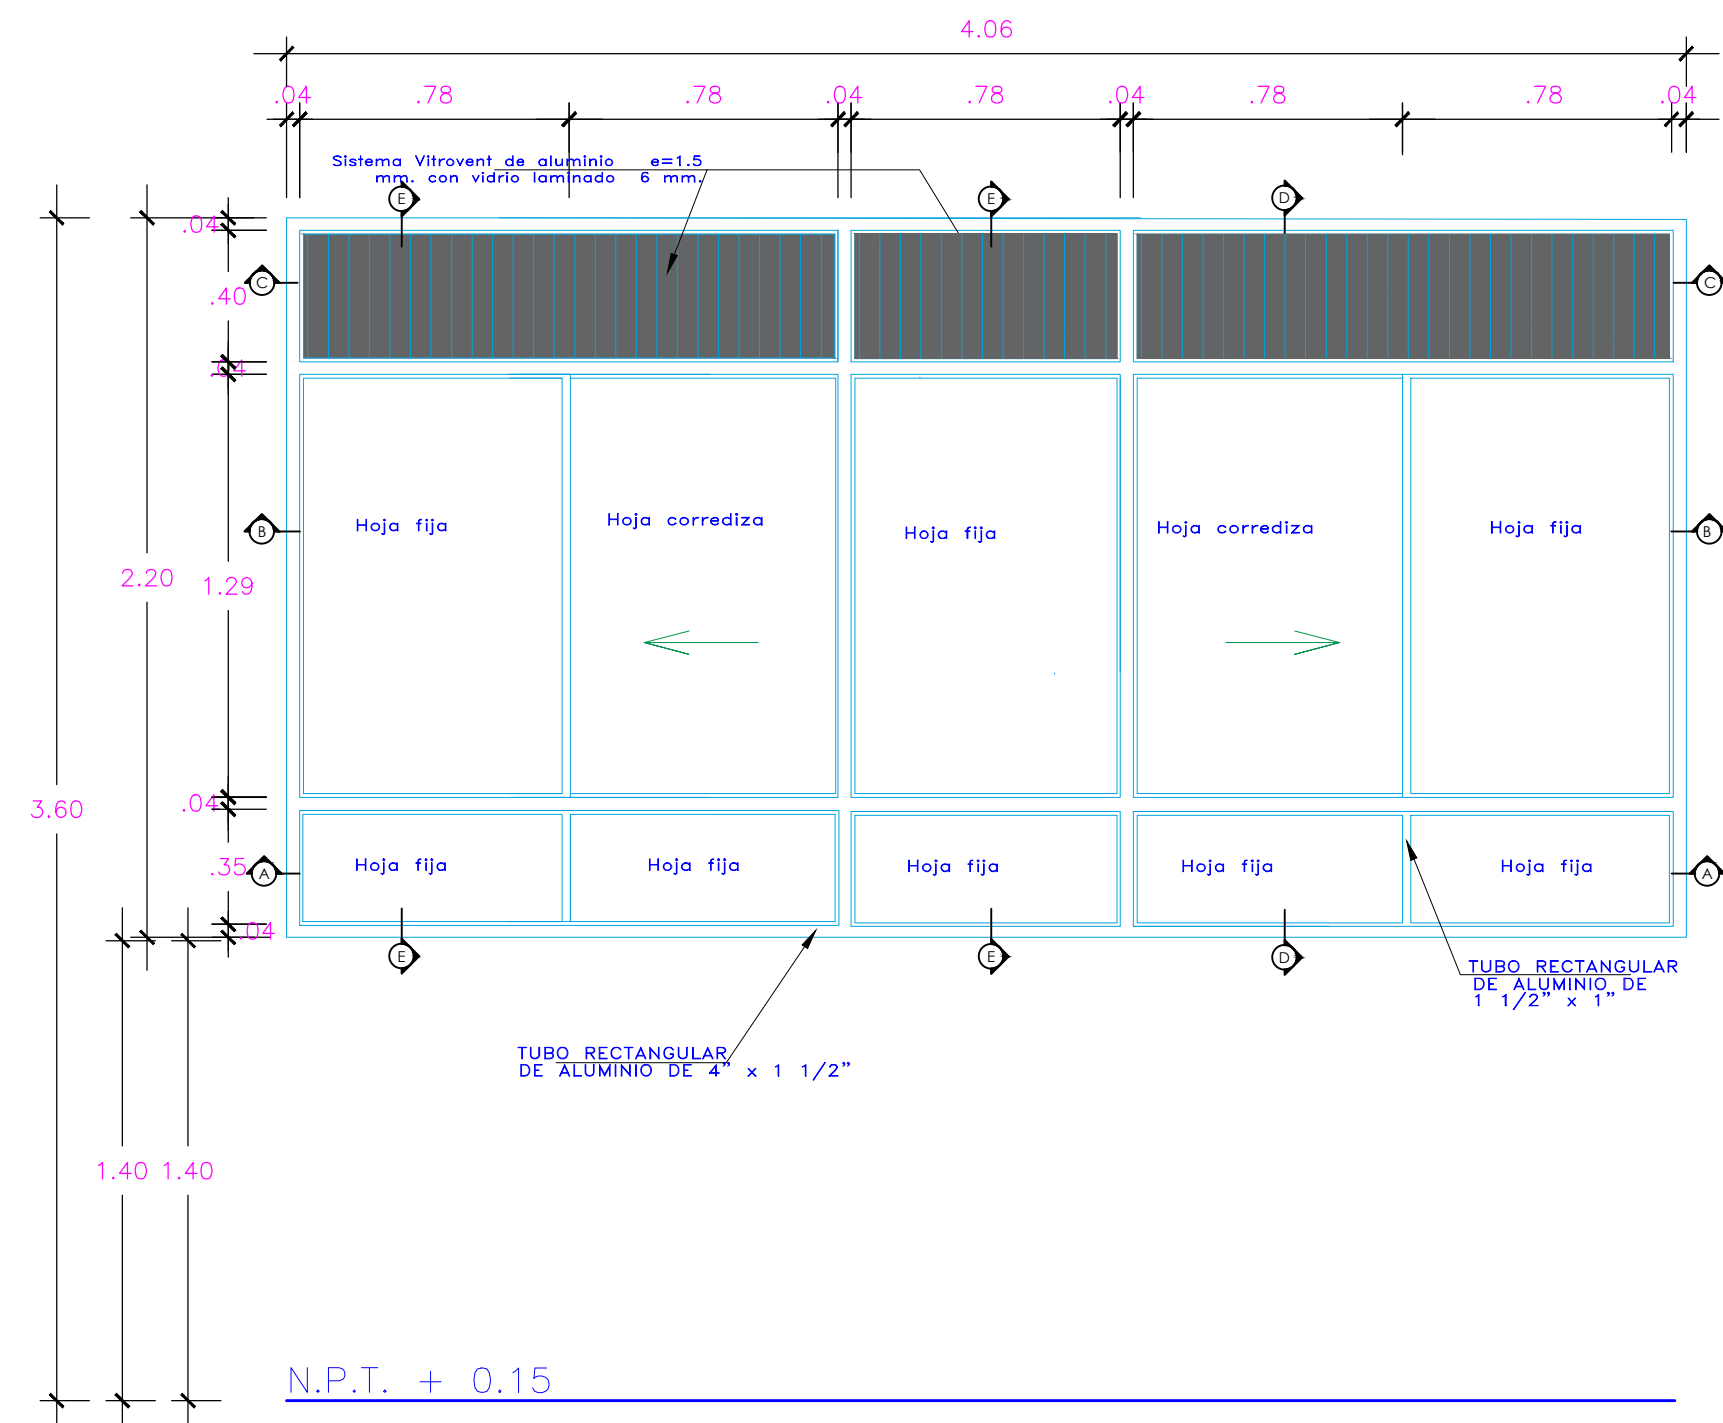 4.06
.04 .78 .78 .04 .78 .04 .78 .78 .04
Sistema Vitrovent de aluminio e=1.5
mm. con vidrio laminado 6 mm.
E E D
.04
C C
.40
.04
Hoja fija Hoja corrediza Hoja fija Hoja corrediza Hoja fija
B B
2.20 1.29
.04
3.60
.35
Hoja fija Hoja fija Hoja fija Hoja fija Hoja fija
A A
.04
E E D
TUBO RECTANGULAR
DE ALUMINIO DE
1 1/2” x 1”
TUBO RECTANGULAR
DE ALUMINIO DE 4” x 1 1/2”
1.40 1.40
N.P.T. + 0.15